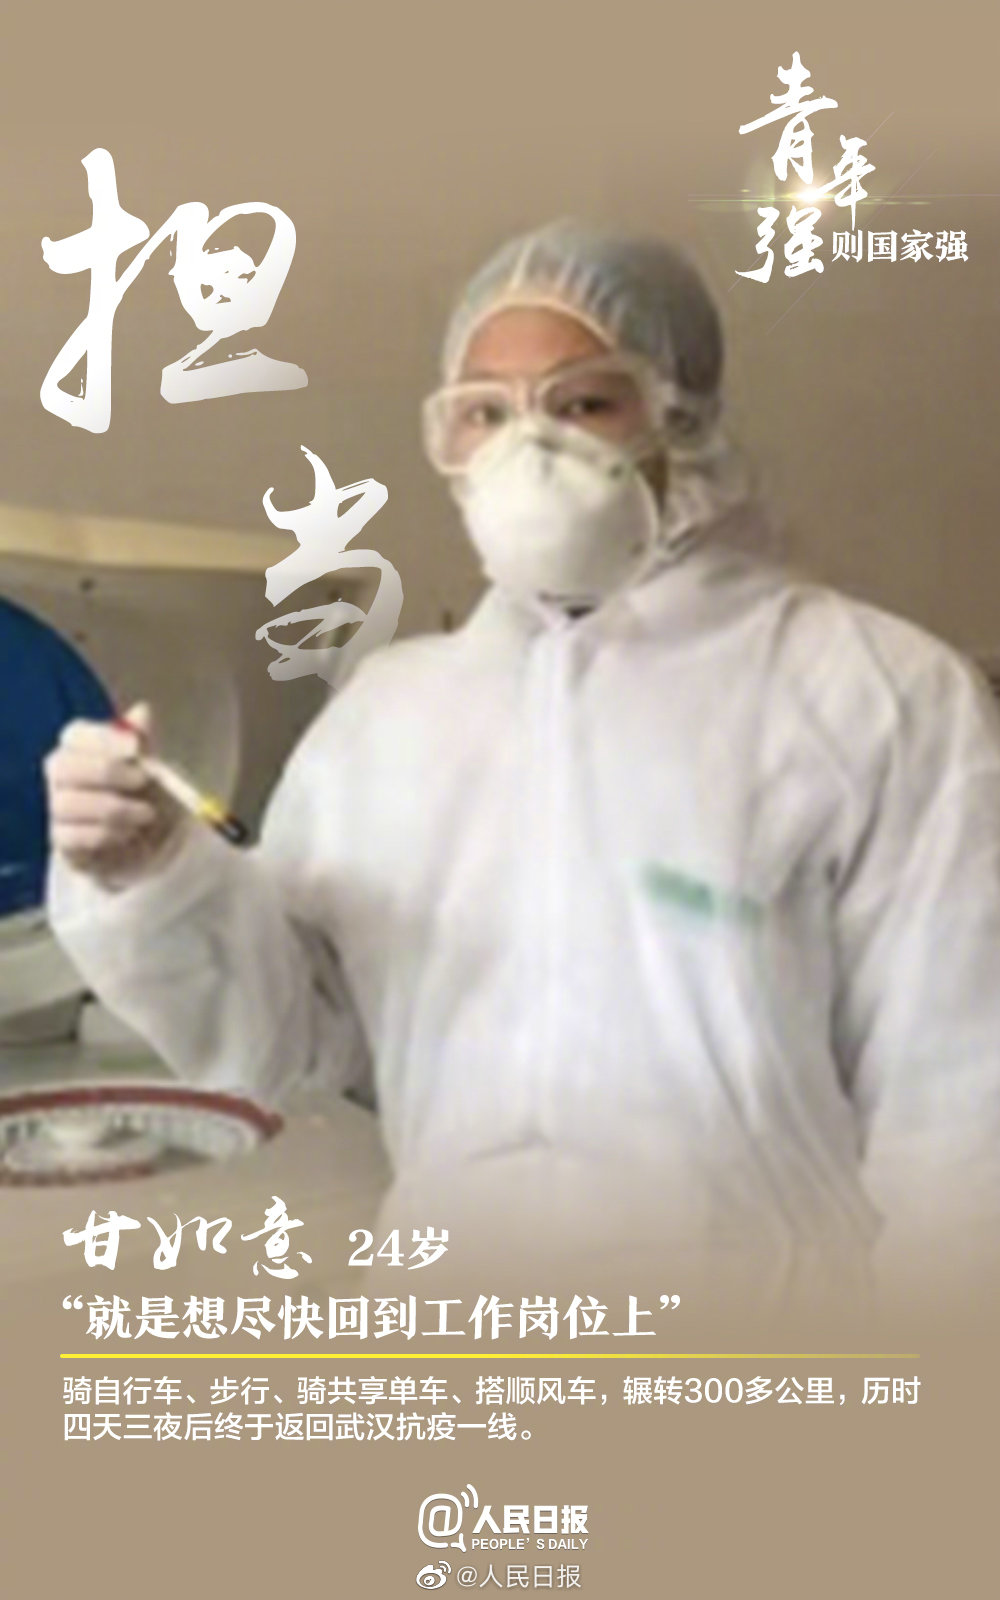 青年强
则国家强
担当
甘如意 24岁
“就是想尽快回到工作岗位上”
骑自行车、步行、骑共享单车、搭顺风车，辗转300多公里，历时
四天三夜后终于返回武汉抗疫一线。
@人民日报
PEOPLE'S DAILY
@人民日报